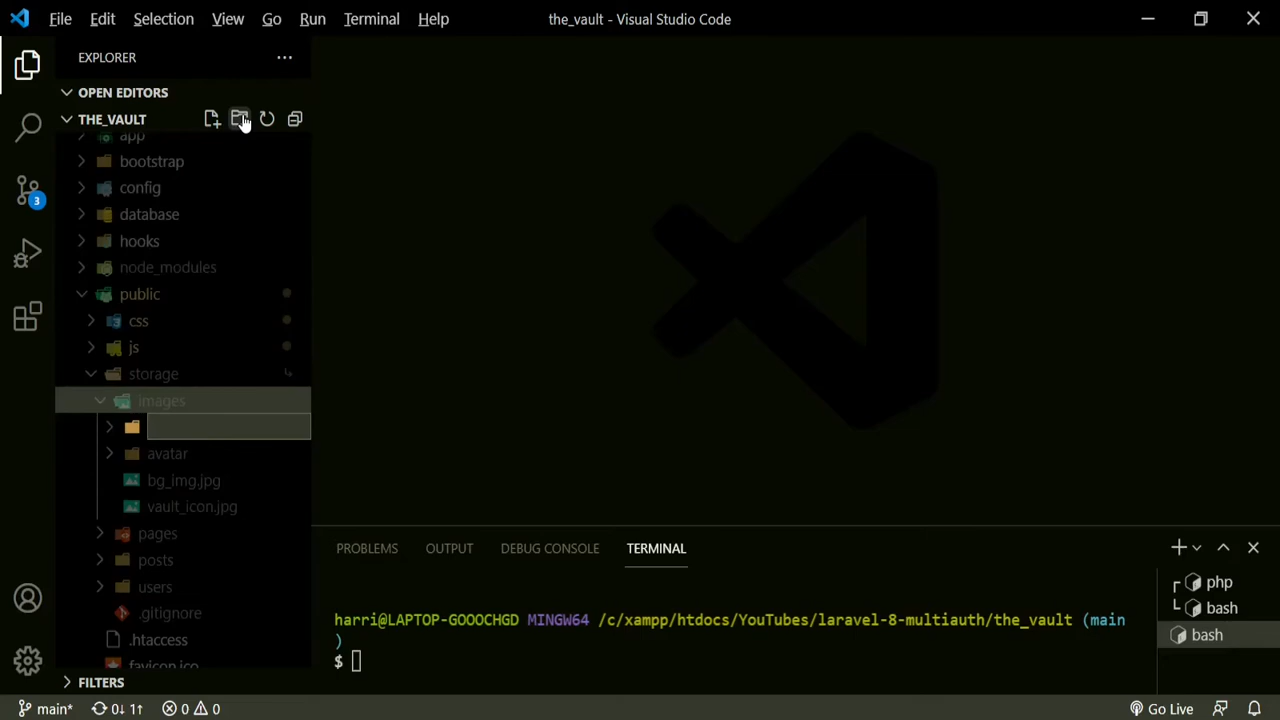 File Edit Selection View Go Run Terminal Help the_vault - Visual Studio Code
EXPLORER
OPEN EDITORS
THE_VAULT
app
bootstrap
config
database
hooks
node_modules
public
css
js
storage
images
avatar
bg_img.jpg
vault_icon.jpg
pages
posts
users
.gitignore
.htaccess
favicon.ico
FILTERS
3
PROBLEMS OUTPUT DEBUG CONSOLE TERMINAL
harri@LAPTOP-GOOOCHGD MINGW64 /c/xampp/htdocs/YouTubes/laravel-8-multiauth/the_vault (main
)
$
php
bash
bash
main* 0↓ 1↑ 0 0 Go Live